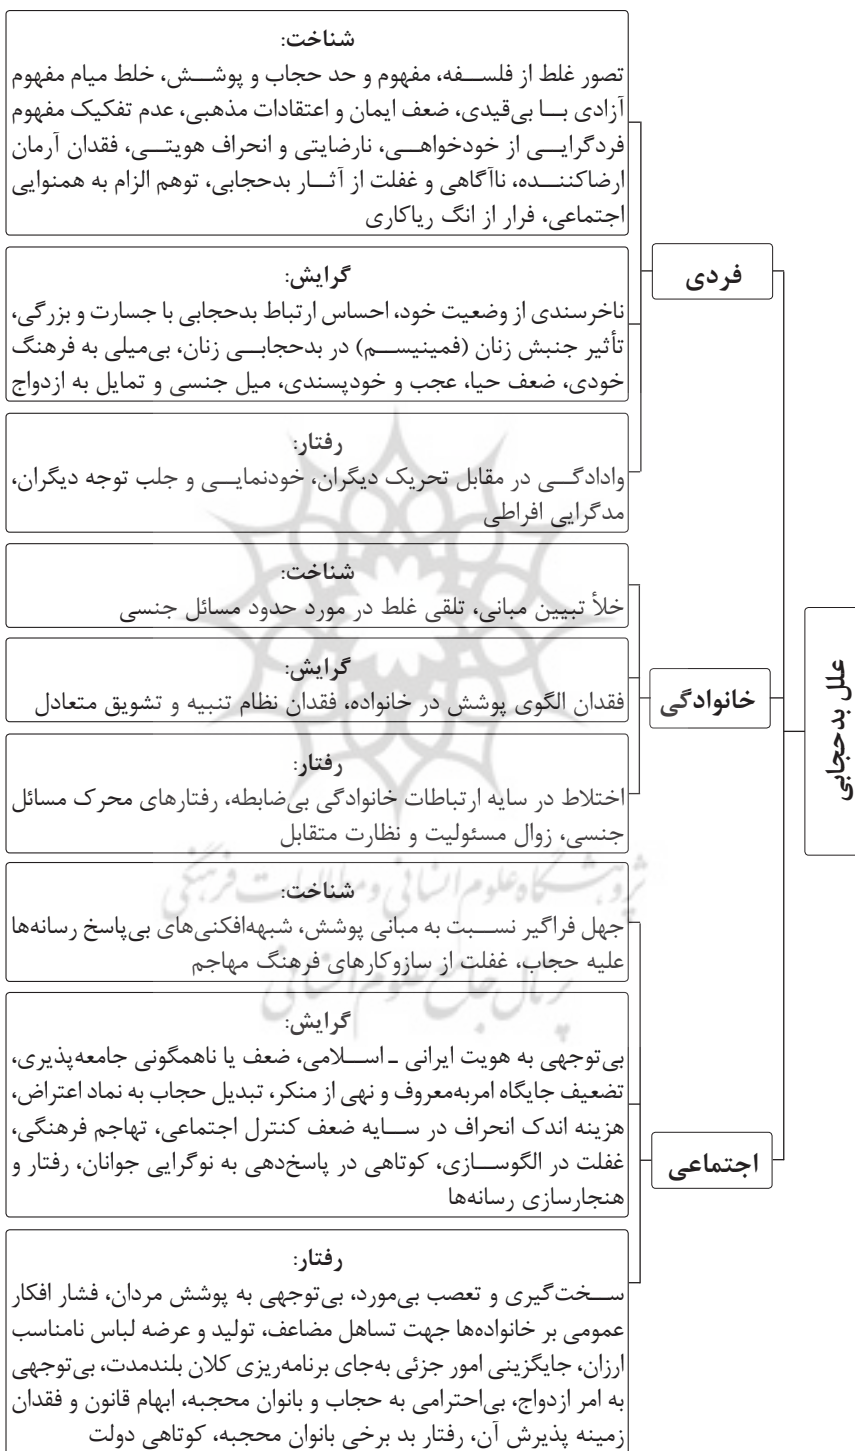 علل بدحجابی
فردی
شناخت:
تصور غلط از فلسفه، مفهوم و حد حجاب و پوشش، خلط میام مفهوم
آزادی با بی‌قیدی، ضعف ایمان و اعتقادات مذهبی، عدم تفکیک مفهوم
فردگرایی از خودخواهی، نارضایتی و انحراف هویتی، فقدان آرمان
ارضاکننده، ناآگاهی و غفلت از آثار بدحجابی، توهم الزام به همنوایی
اجتماعی، فرار از انگ ریاکاری
گرایش:
ناخرسندی از وضعیت خود، احساس ارتباط بدحجابی با جسارت و بزرگی،
تأثیر جنبش زنان (فمینیسم) در بدحجابی زنان، بی‌میلی به فرهنگ
خودی، ضعف حیا، عجب و خودپسندی، میل جنسی و تمایل به ازدواج
رفتار:
وادادگی در مقابل تحریک دیگران، خودنمایی و جلب توجه دیگران،
مدگرایی افراطی
خانوادگی
شناخت:
خلأ تبیین مبانی، تلقی غلط در مورد حدود مسائل جنسی
گرایش:
فقدان الگوی پوشش در خانواده، فقدان نظام تنبیه و تشویق متعادل
رفتار:
اختلاط در سایه ارتباطات خانوادگی بی‌ضابطه، رفتارهای محرک مسائل
جنسی، زوال مسئولیت و نظارت متقابل
اجتماعی
شناخت:
جهل فراگیر نسبت به مبانی پوشش، شبهه‌افکنی‌های بی‌پاسخ رسانه‌ها
علیه حجاب، غفلت از سازوکارهای فرهنگ مهاجم
گرایش:
بی‌توجهی به هویت ایرانی ـ اسلامی، ضعف یا ناهمگونی جامعه‌پذیری،
تضعیف جایگاه امربه‌معروف و نهی از منکر، تبدیل حجاب به نماد اعتراض،
هزینه اندک انحراف در سایه ضعف کنترل اجتماعی، تهاجم فرهنگی،
غفلت در الگوسازی، کوتاهی در پاسخ‌دهی به نوگرایی جوانان، رفتار و
هنجارسازی رسانه‌ها
رفتار:
سخت‌گیری و تعصب بی‌مورد، بی‌توجهی به پوشش مردان، فشار افکار
عمومی بر خانواده‌ها جهت تساهل مضاعف، تولید و عرضه لباس نامناسب
ارزان، جایگزینی امور جزئی به‌جای برنامه‌ریزی کلان بلندمدت، بی‌توجهی
به امر ازدواج، بی‌احترامی به حجاب و بانوان محجبه، ابهام قانون و فقدان
زمینه پذیرش آن، رفتار بد برخی بانوان محجبه، کوتاهی دولت
پژوهشگاه علوم انسانی و مطالعات فرهنگی
پرتال جامع علوم انسانی